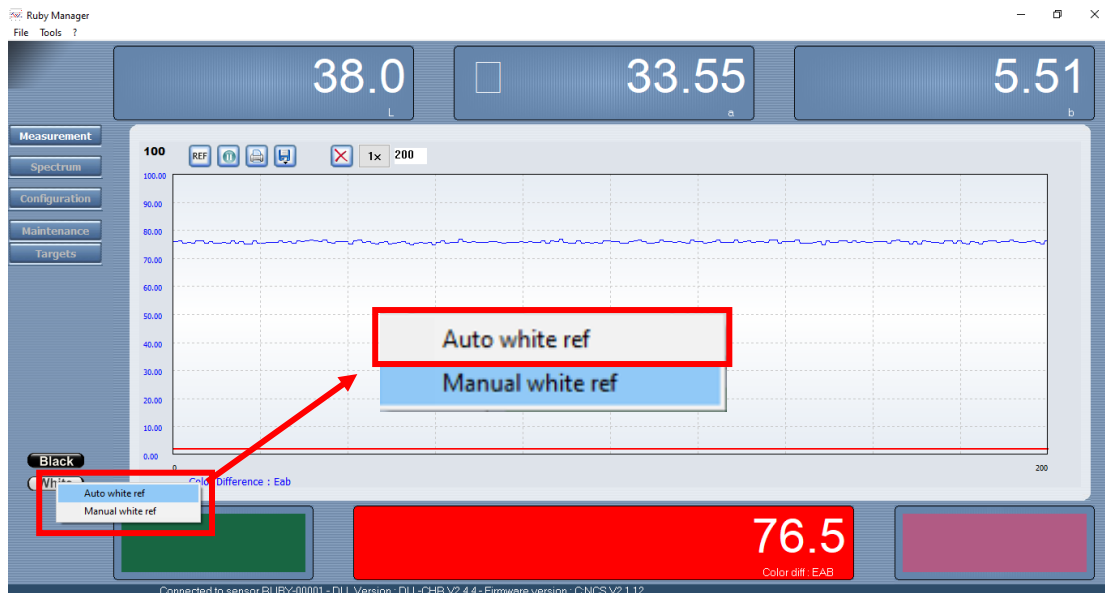 Ruby Manager
File Tools ?
38.0
L
33.55
a
5.51
b
Measurement
Spectrum
Configuration
Maintenance
Targets
100
REF
1x
200
100.00
90.00
80.00
70.00
60.00
50.00
40.00
30.00
20.00
10.00
0.00
0
200
Color Difference : Eab
Auto white ref
Manual white ref
Black
White
Auto white ref
Manual white ref
76.5
Color diff : EAB
Connected to sensor RUBY-00001 - DLL Version : DLL-CHR V2.4.4 - Firmware version : C:NCS V2.1.12